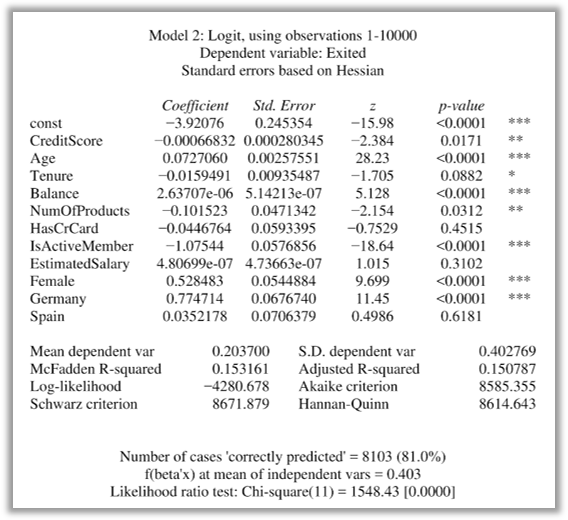 Model 2: Logit, using observations 1-10000
Dependent variable: Exited
Standard errors based on Hessian
Coefficient Std. Error z p-value
const −3.92076 0.245354 −15.98 <0.0001 ***
CreditScore −0.00066832 0.000280345 −2.384 0.0171 **
Age 0.0727060 0.00257551 28.23 <0.0001 ***
Tenure −0.0159491 0.00935487 −1.705 0.0882 *
Balance 2.63707e-06 5.14213e-07 5.128 <0.0001 ***
NumOfProducts −0.101523 0.0471342 −2.154 0.0312 **
HasCrCard −0.0446764 0.0593395 −0.7529 0.4515
IsActiveMember −1.07544 0.0576856 −18.64 <0.0001 ***
EstimatedSalary 4.80699e-07 4.73663e-07 1.015 0.3102
Female 0.528483 0.0544884 9.699 <0.0001 ***
Germany 0.774714 0.0676740 11.45 <0.0001 ***
Spain 0.0352178 0.0706379 0.4986 0.6181
Mean dependent var 0.203700 S.D. dependent var 0.402769
McFadden R-squared 0.153161 Adjusted R-squared 0.150787
Log-likelihood −4280.678 Akaike criterion 8585.355
Schwarz criterion 8671.879 Hannan-Quinn 8614.643
Number of cases 'correctly predicted' = 8103 (81.0%)
f(beta'x) at mean of independent vars = 0.403
Likelihood ratio test: Chi-square(11) = 1548.43 [0.0000]